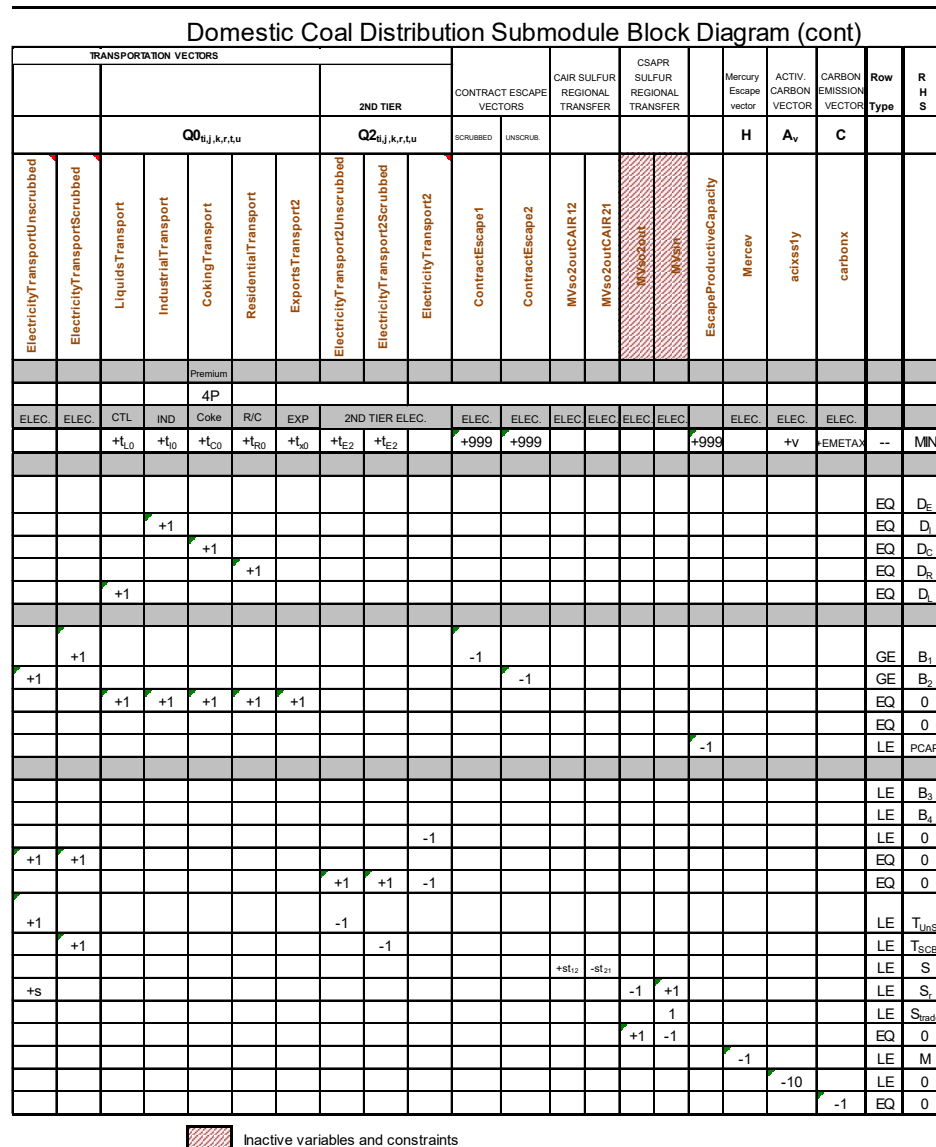 Domestic Coal Distribution Submodule Block Diagram (cont)
TRANSPORTATION VECTORS
2ND TIER
CONTRACT ESCAPE VECTORS
CAIR SULFUR REGIONAL TRANSFER
CSAPR SULFUR REGIONAL TRANSFER
Mercury Escape vector
ACTIV. CARBON VECTOR
CARBON EMISSION VECTOR
Row Type
R H S
Q0ti,j,k,r,t,u Q2ti,j,k,r,t,u SCRUBBED UNSCRUB. H Av C
ElectricityTransportUnscrubbed
ElectricityTransportScrubbed
LiquidsTransport
IndustrialTransport
CokingTransport
ResidentialTransport
ExportsTransport2
ElectricityTransport2Unscrubbed
ElectricityTransport2Scrubbed
ElectricityTransport2
ContractEscape1
ContractEscape2
MVso2outCAIR12
MVso2outCAIR21
MVso2out
MVsin
EscapeProductiveCapacity
Mercev
acixss1y
carbonx
Premium
4P
ELEC. ELEC. CTL IND Coke R/C EXP 2ND TIER ELEC. ELEC. ELEC. ELEC. ELEC. ELEC. ELEC. ELEC. ELEC. ELEC.
+tL0 +tI0 +tC0 +tR0 +tx0 +tE2 +tE2 +999 +999 +999 +v +EMETAX -- MIN
EQ DE
+1 EQ DI
+1 EQ DC
+1 EQ DR
+1 EQ DL
+1 -1 GE B1
+1 -1 GE B2
+1 +1 +1 +1 +1 EQ 0
EQ 0
-1 LE PCAP
LE B3
LE B4
-1 LE 0
+1 +1 EQ 0
+1 +1 -1 EQ 0
+1 -1 LE TUnS
+1 -1 LE TSCB
+st12 -st21 LE S
+s -1 +1 LE Sr
1 LE Strad
+1 -1 EQ 0
-1 LE M
-10 LE 0
-1 EQ 0
Inactive variables and constraints